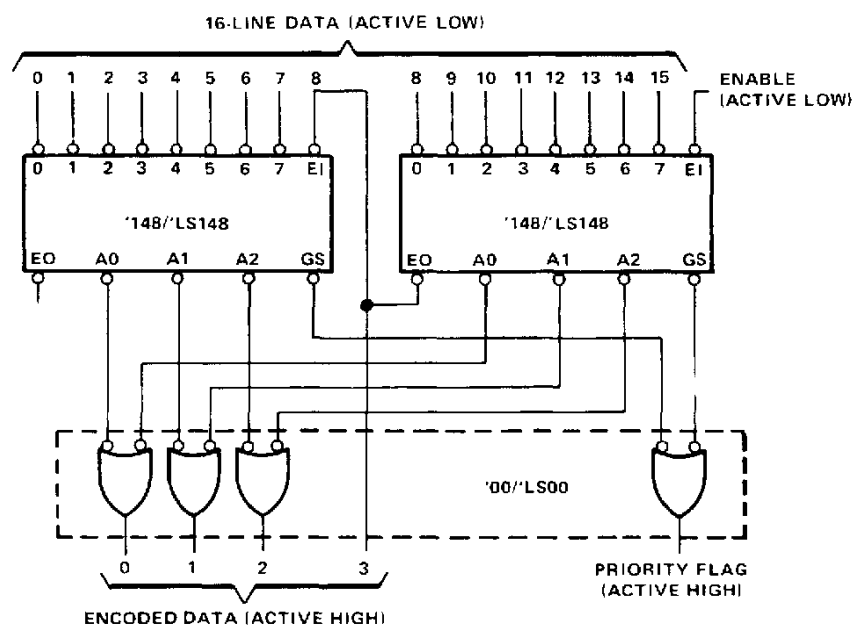 16-LINE DATA (ACTIVE LOW)
0 1 2 3 4 5 6 7 8 8 9 10 11 12 13 14 15
ENABLE
(ACTIVE LOW)
0 1 2 3 4 5 6 7 EI 0 1 2 3 4 5 6 7 EI
'148/'LS148 '148/'LS148
EO A0 A1 A2 GS EO A0 A1 A2 GS
'00/'LS00
0 1 2 3
PRIORITY FLAG
(ACTIVE HIGH)
ENCODED DATA (ACTIVE HIGH)